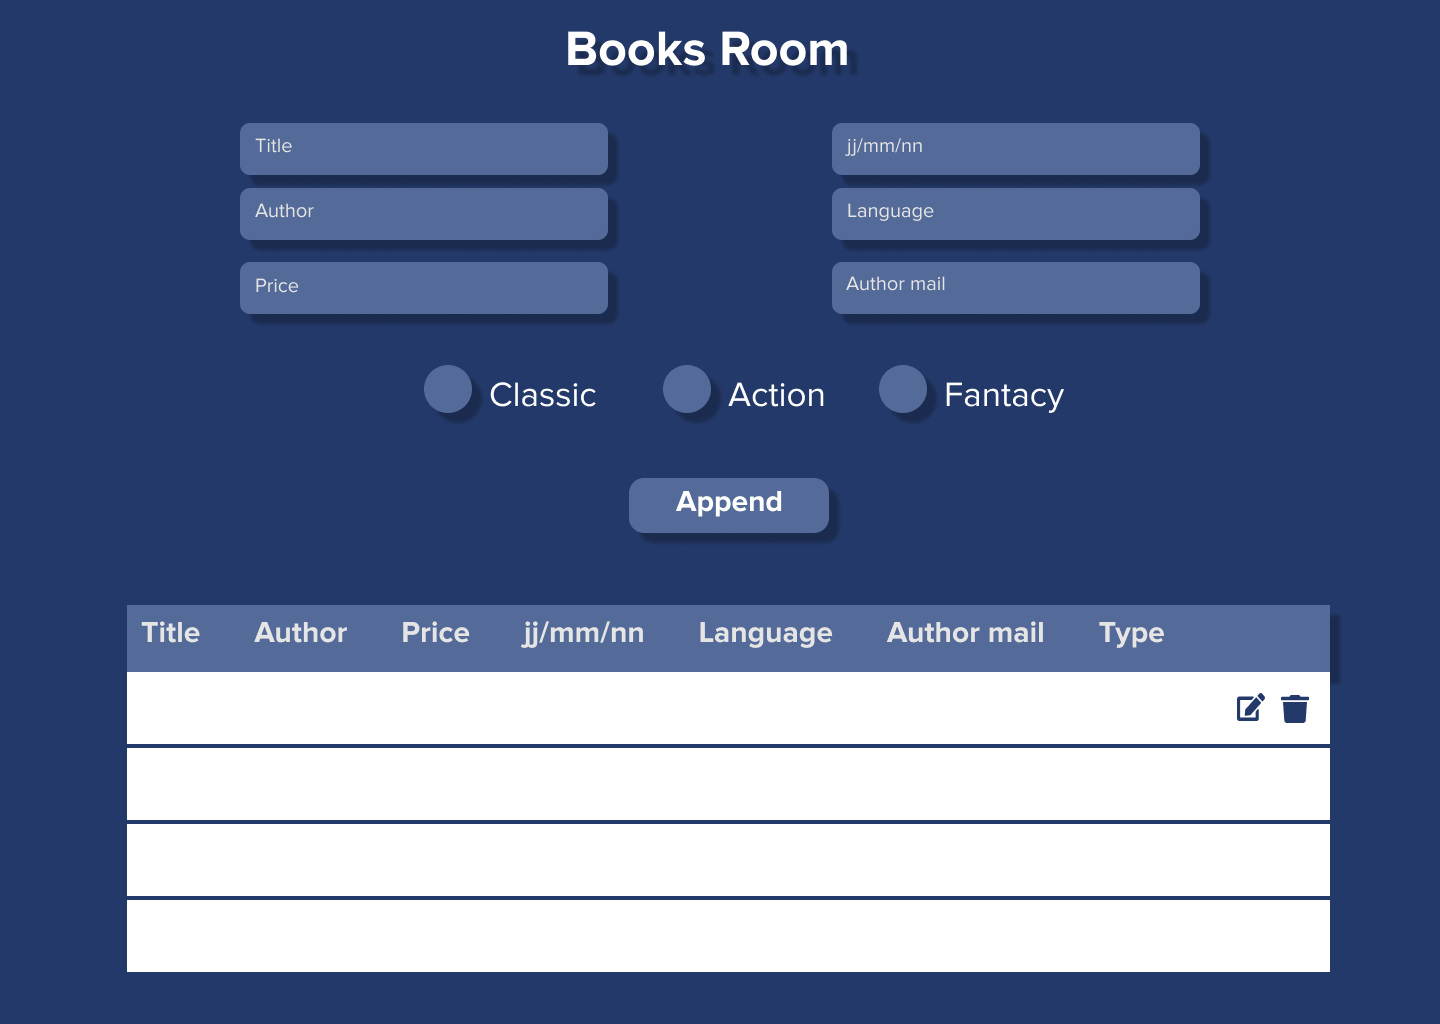 Books Room
Title
jj/mm/nn
Author
Language
Price
Author mail
Classic Action Fantacy
Append
Title Author Price jj/mm/nn Language Author mail Type